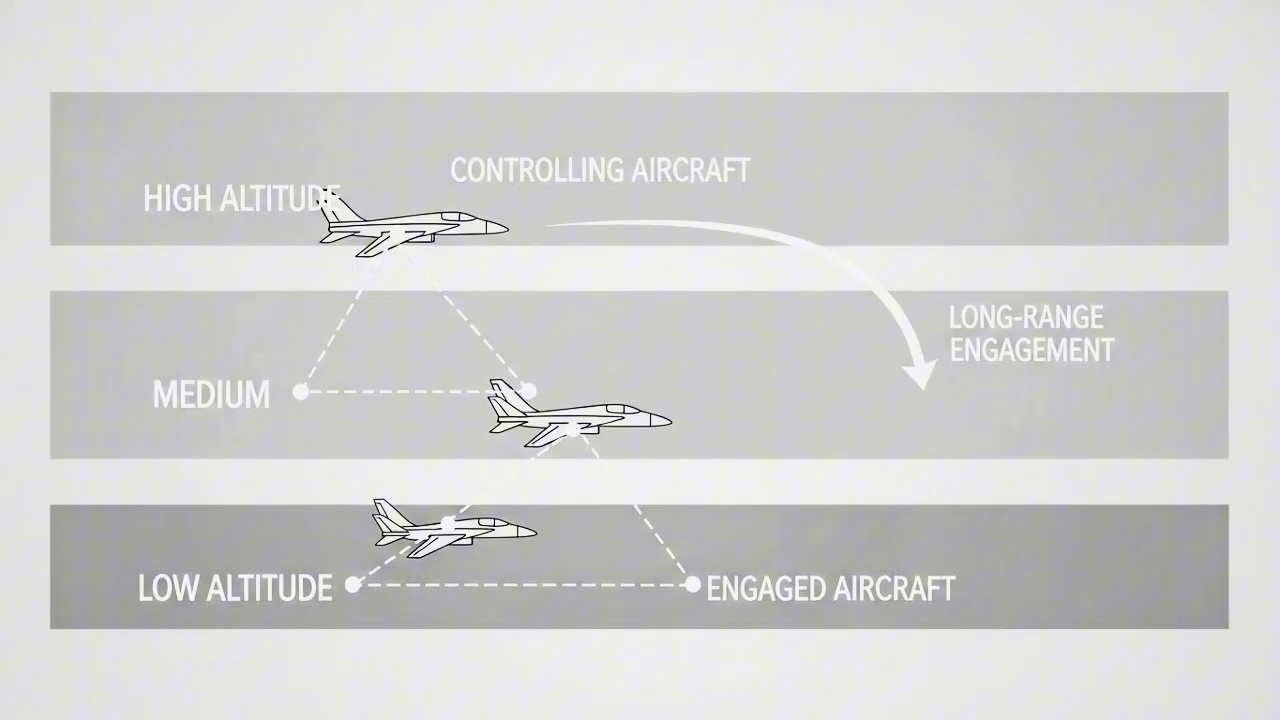 CONTROLLING AIRCRAFT
HIGH ALTITUDE
LONG-RANGE
ENGAGEMENT
MEDIUM
LOW ALTITUDE
ENGAGED AIRCRAFT